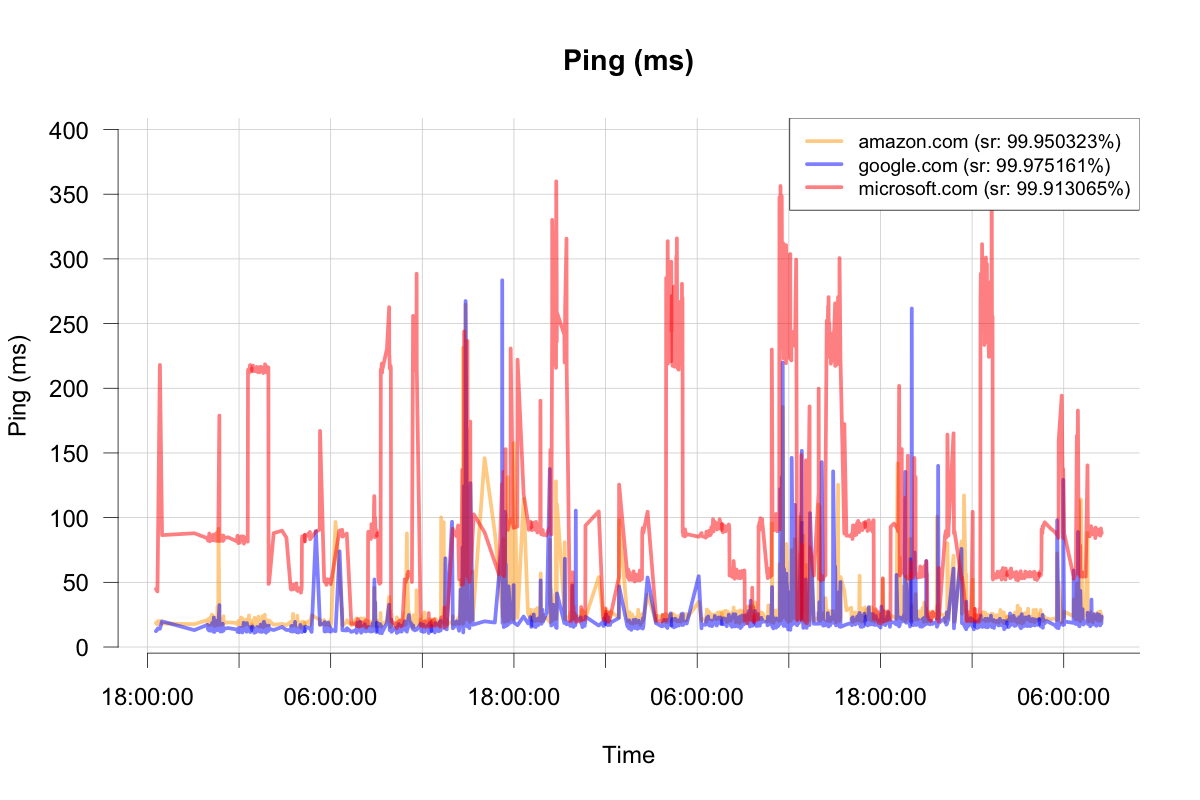 Ping (ms)
amazon.com (sr: 99.950323%)
google.com (sr: 99.975161%)
microsoft.com (sr: 99.913065%)
Ping (ms)
400
350
300
250
200
150
100
50
0
18:00:00 06:00:00 18:00:00 06:00:00 18:00:00 06:00:00
Time